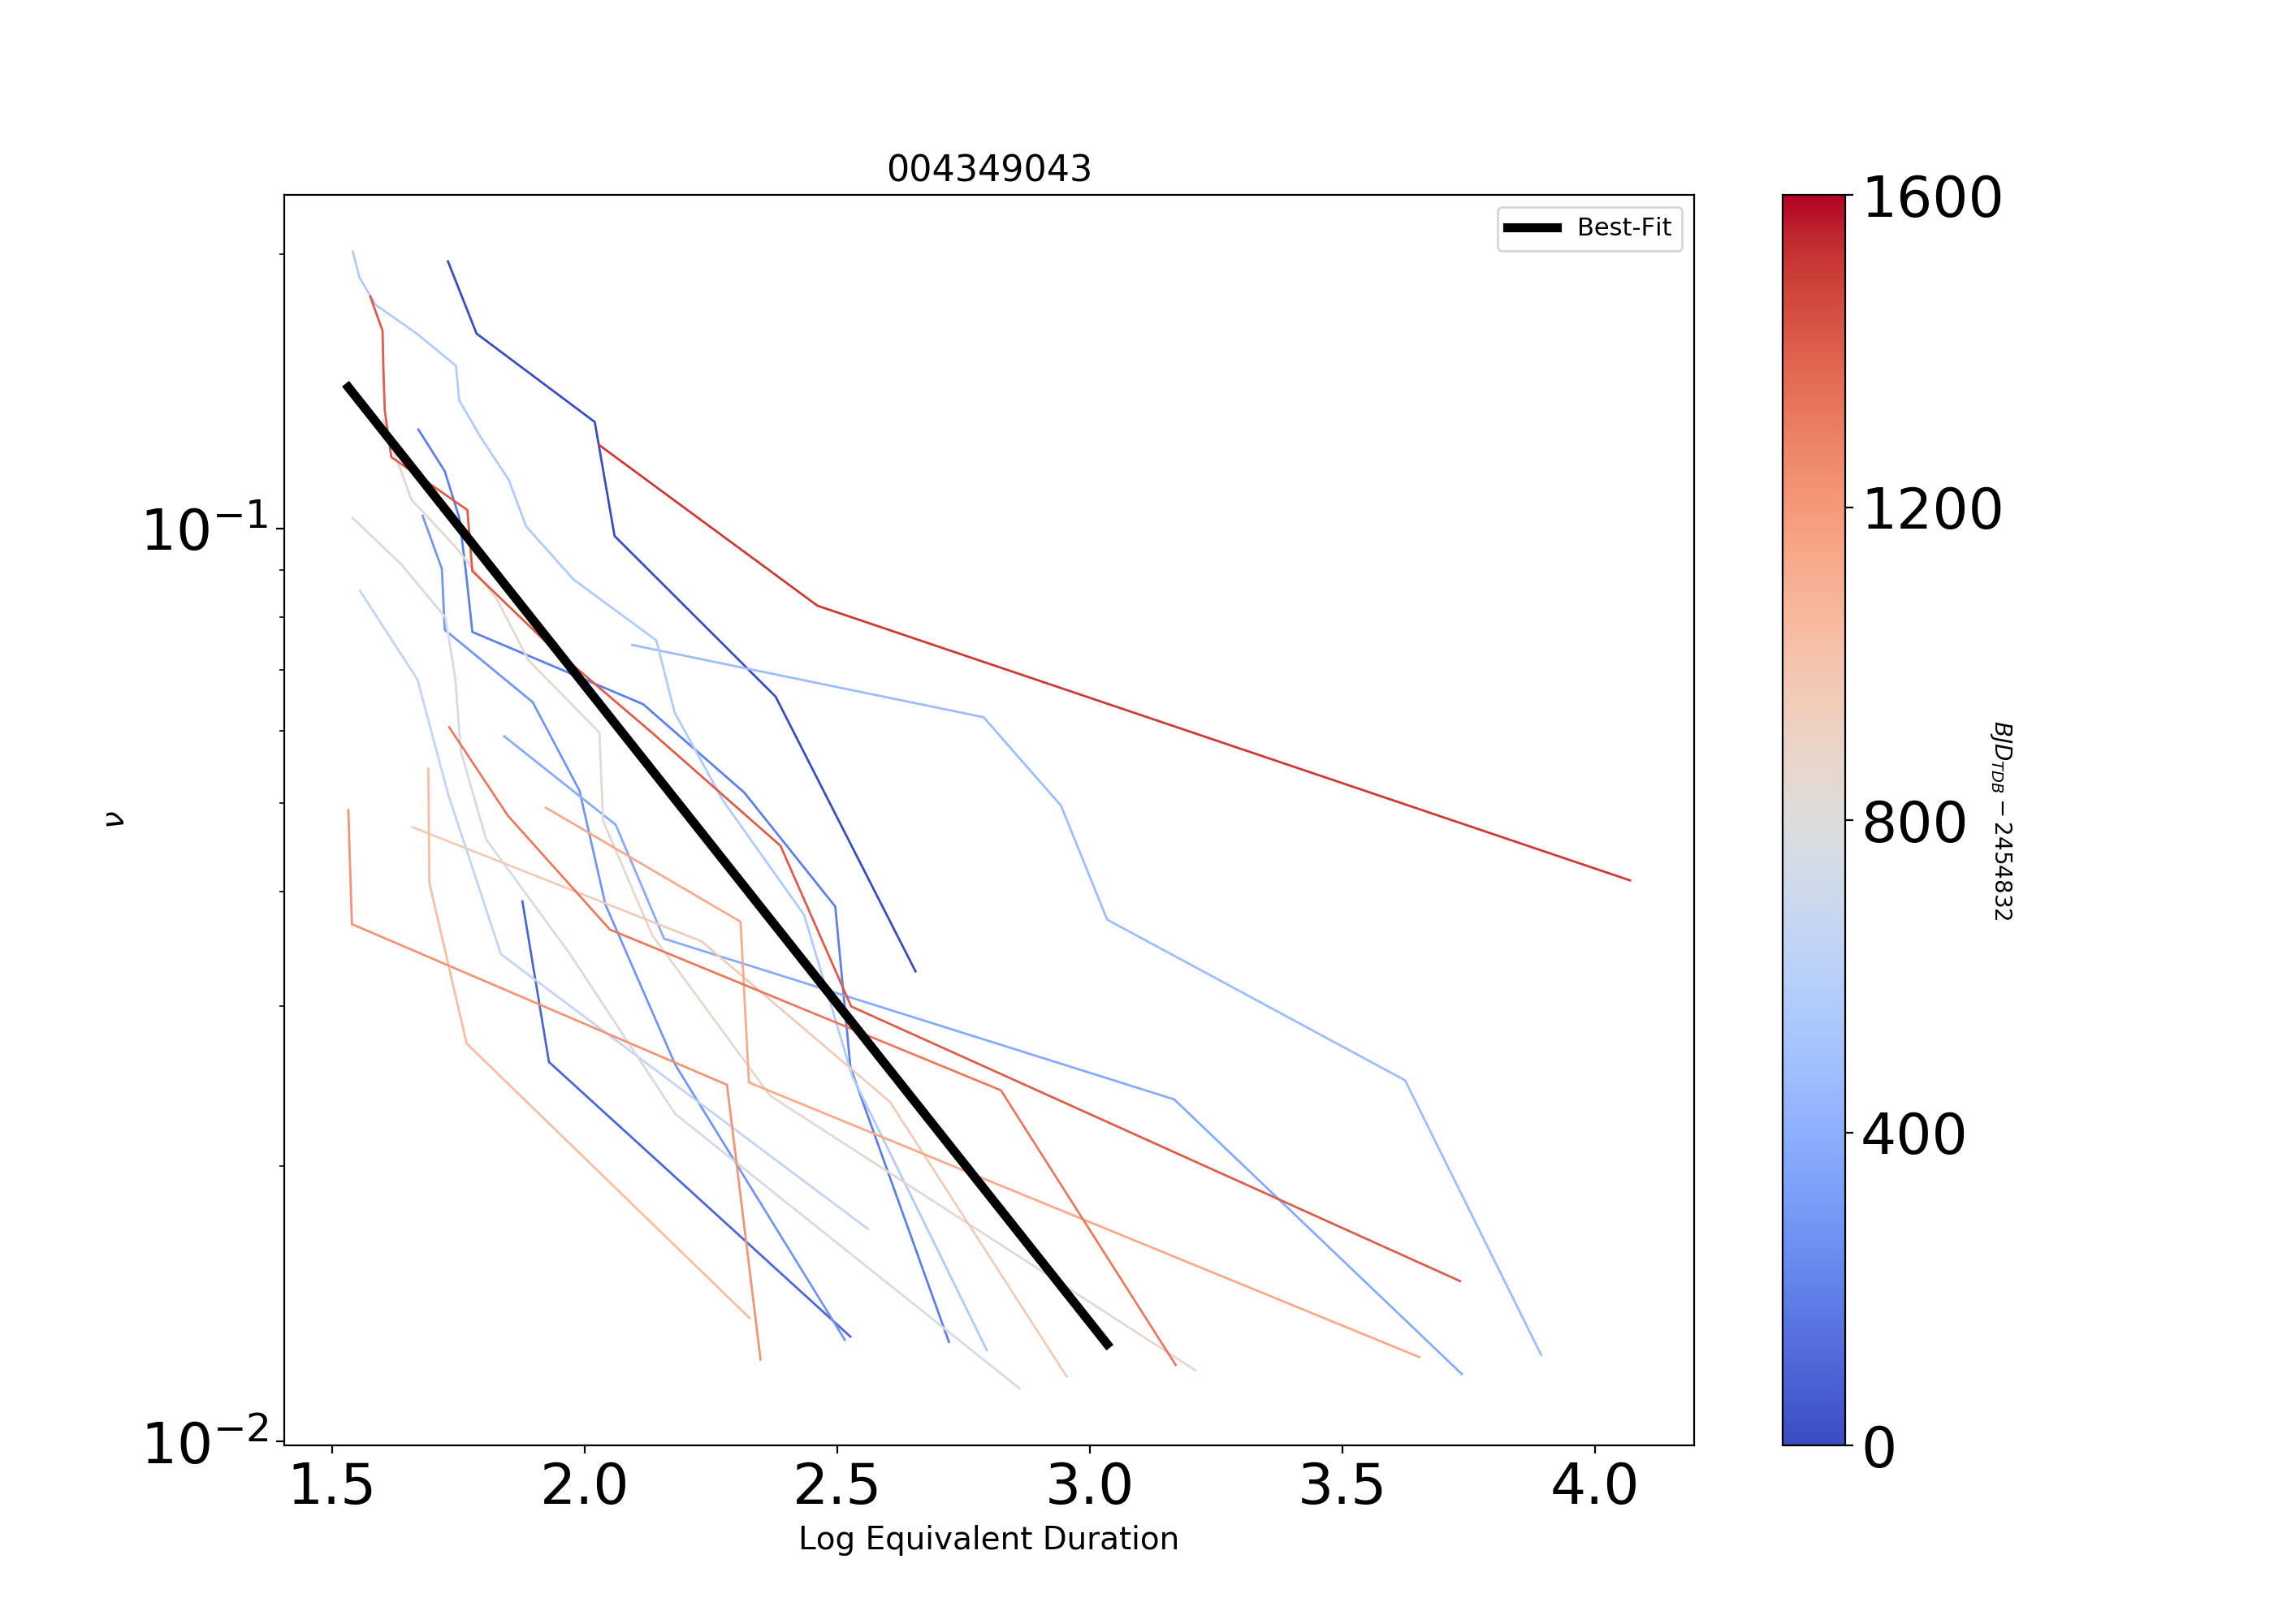 004349043
Best-Fit
10⁻¹
10⁻²
ν
1.5 2.0 2.5 3.0 3.5 4.0
Log Equivalent Duration
1600
1200
800
400
0
BJD_TDB − 2454832